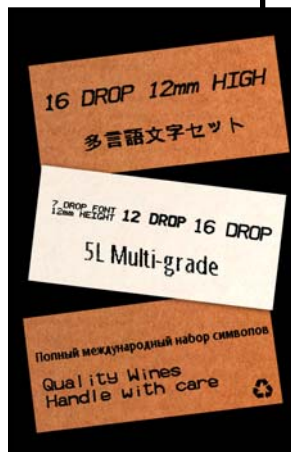 16 DROP 12mm HIGH
多言語文字セット
7 DROP FONT
12mm HEIGHT 12 DROP 16 DROP
5L Multi-grade
Попный международный набор символов
Quality Wines
Handle with care